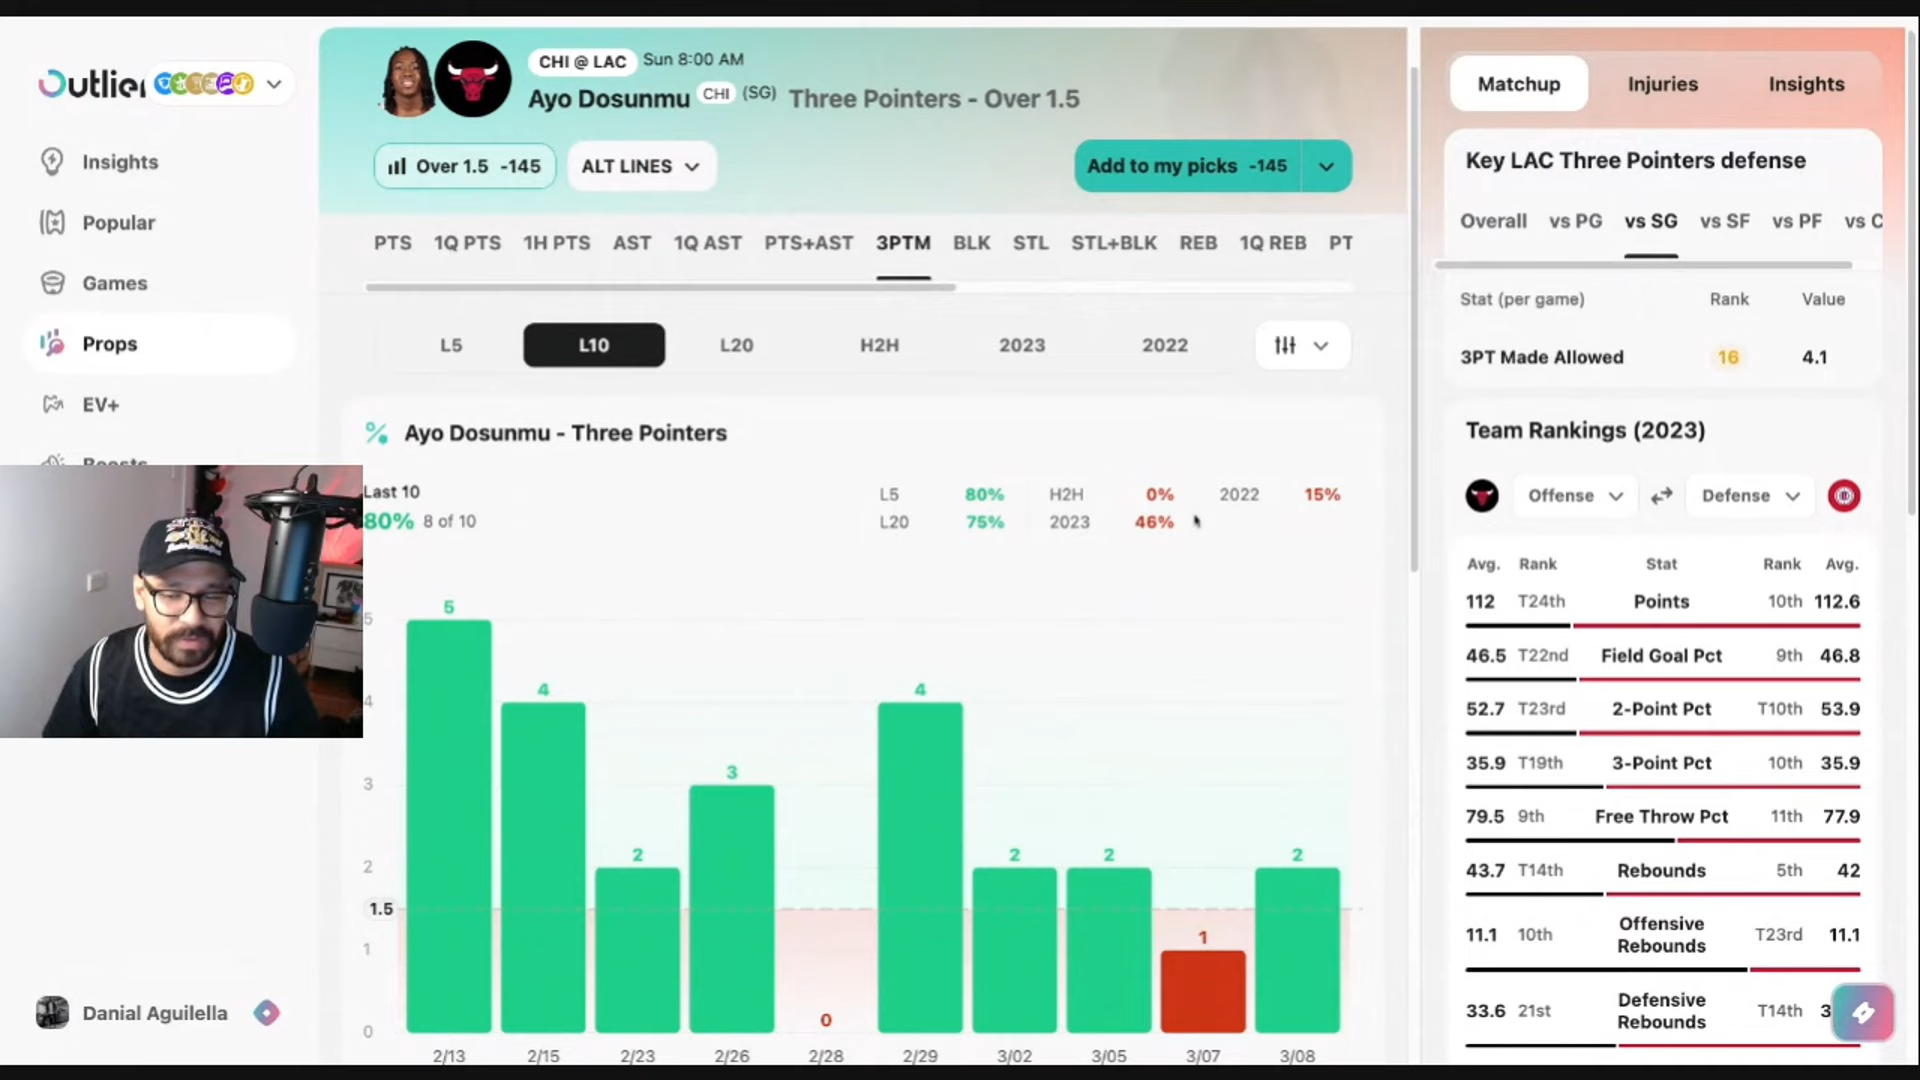 Outlier
Insights
Popular
Games
Props
EV+
Boosts
Danial Aguilella
CHI @ LAC Sun 8:00 AM
Ayo Dosunmu CHI (SG) Three Pointers - Over 1.5
Over 1.5 -145 ALT LINES
Add to my picks -145
PTS 1Q PTS 1H PTS AST 1Q AST PTS+AST 3PTM BLK STL STL+BLK REB 1Q REB PT
L5 L10 L20 H2H 2023 2022
Ayo Dosunmu - Three Pointers
Last 10
80% 8 of 10
L5 80% H2H 0% 2022 15%
L20 75% 2023 46%
5 4 2 3 0 4 2 2 1 2
5
4
3
2
1.5
1
0
2/13 2/15 2/23 2/26 2/28 2/29 3/02 3/05 3/07 3/08
Matchup Injuries Insights
Key LAC Three Pointers defense
Overall vs PG vs SG vs SF vs PF vs C
Stat (per game) Rank Value
3PT Made Allowed 16 4.1
Team Rankings (2023)
Offense Defense
Avg. Rank Stat Rank Avg.
112 T24th Points 10th 112.6
46.5 T22nd Field Goal Pct 9th 46.8
52.7 T23rd 2-Point Pct T10th 53.9
35.9 T19th 3-Point Pct 10th 35.9
79.5 9th Free Throw Pct 11th 77.9
43.7 T14th Rebounds 5th 42
11.1 10th Offensive Rebounds T23rd 11.1
33.6 21st Defensive Rebounds T14th 3